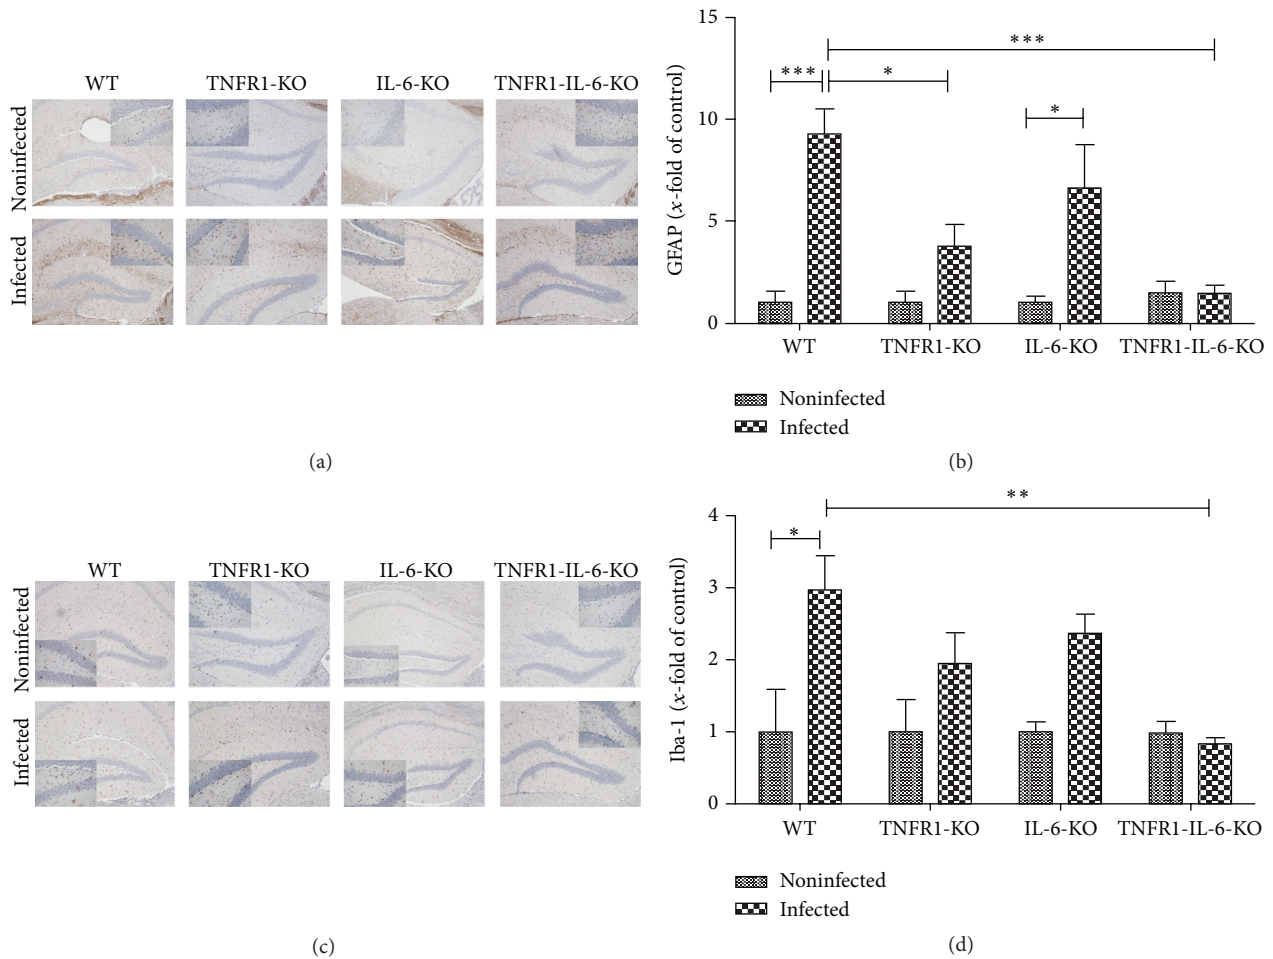 WT TNFR1-KO IL-6-KO TNFR1-IL-6-KO
Noninfected
Infected
(a)
15
10
5
0
GFAP (x-fold of control)
***
*** * *
WT TNFR1-KO IL-6-KO TNFR1-IL-6-KO
Noninfected
Infected
(b)
WT TNFR1-KO IL-6-KO TNFR1-IL-6-KO
Noninfected
Infected
(c)
4
3
2
1
0
Iba-1 (x-fold of control)
**
*
WT TNFR1-KO IL-6-KO TNFR1-IL-6-KO
Noninfected
Infected
(d)